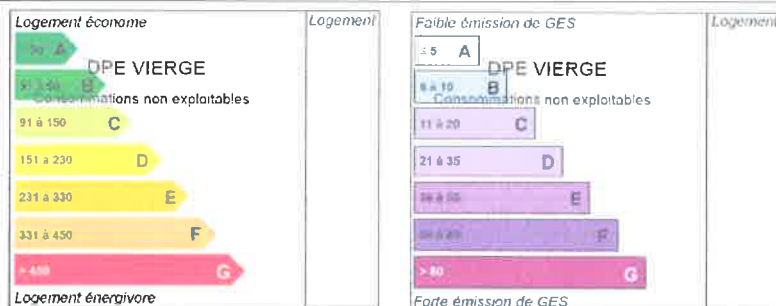 Logement économe
Logement
A
DPE VIERGE
B
Consommations non exploitables
91 à 150 C
151 à 230 D
231 à 330 E
331 à 450 F
> 450 G
Logement énergivore
Faible émission de GES
Logement
≤ 5 A
DPE VIERGE
6 à 10 B
Consommations non exploitables
11 à 20 C
21 à 35 D
E
F
> 80 G
Forte émission de GES